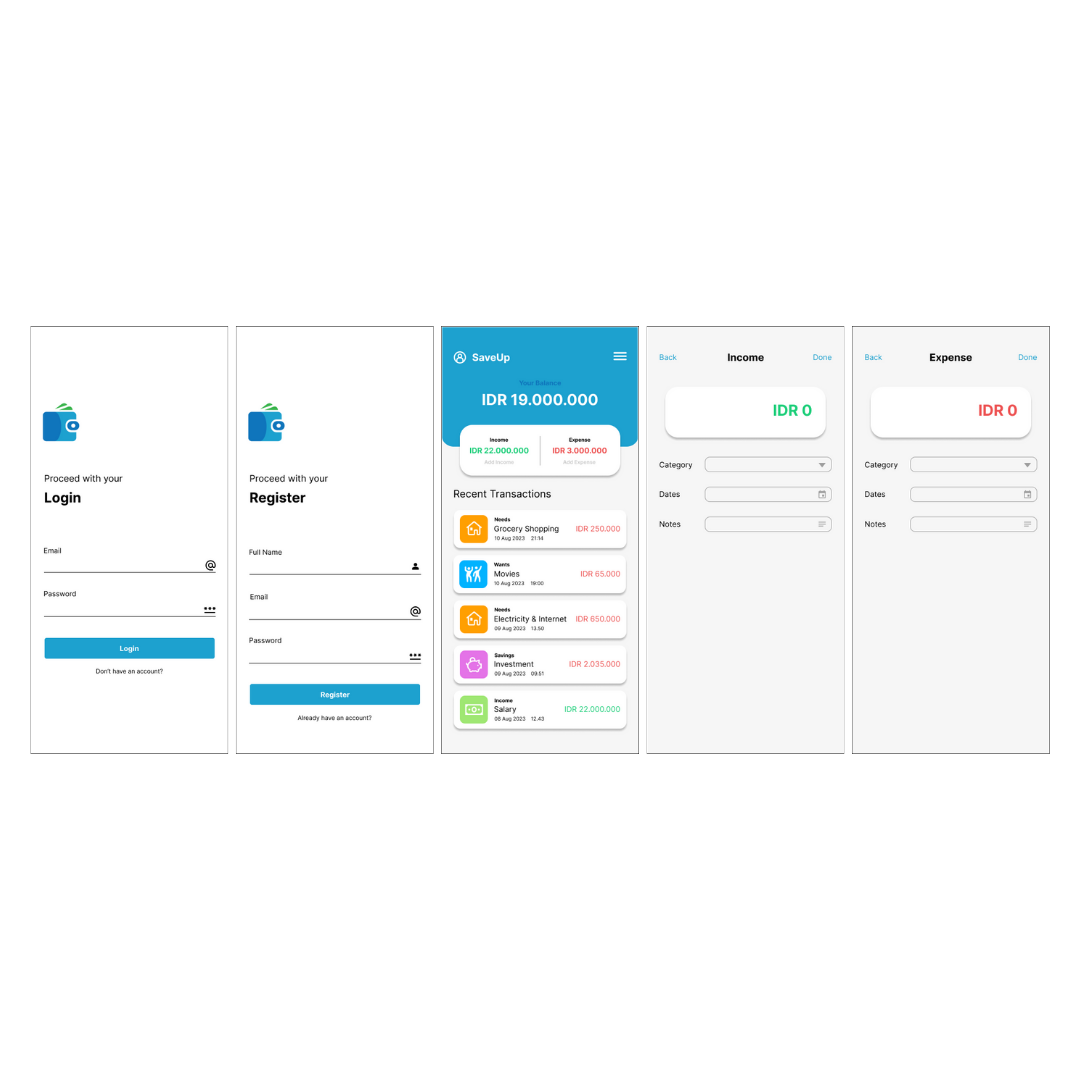 Proceed with your
Login
Email
@
Password
Login
Don't have an account?
Proceed with your
Register
Full Name
Email
@
Password
Register
Already have an account?
SaveUp
Your Balance
IDR 19.000.000
Income
IDR 22.000.000
Add Income
Expense
IDR 3.000.000
Add Expense
Recent Transactions
Needs
Grocery Shopping
IDR 250.000
10 Aug 2023 21:14
Wants
Movies
IDR 65.000
10 Aug 2023 19:00
Needs
Electricity & Internet
IDR 650.000
09 Aug 2023 13.50
Savings
Investment
IDR 2.035.000
09 Aug 2023 09.51
Income
Salary
IDR 22.000.000
08 Aug 2023 12.43
Back
Income
Done
IDR 0
Category
Dates
Notes
Back
Expense
Done
IDR 0
Category
Dates
Notes